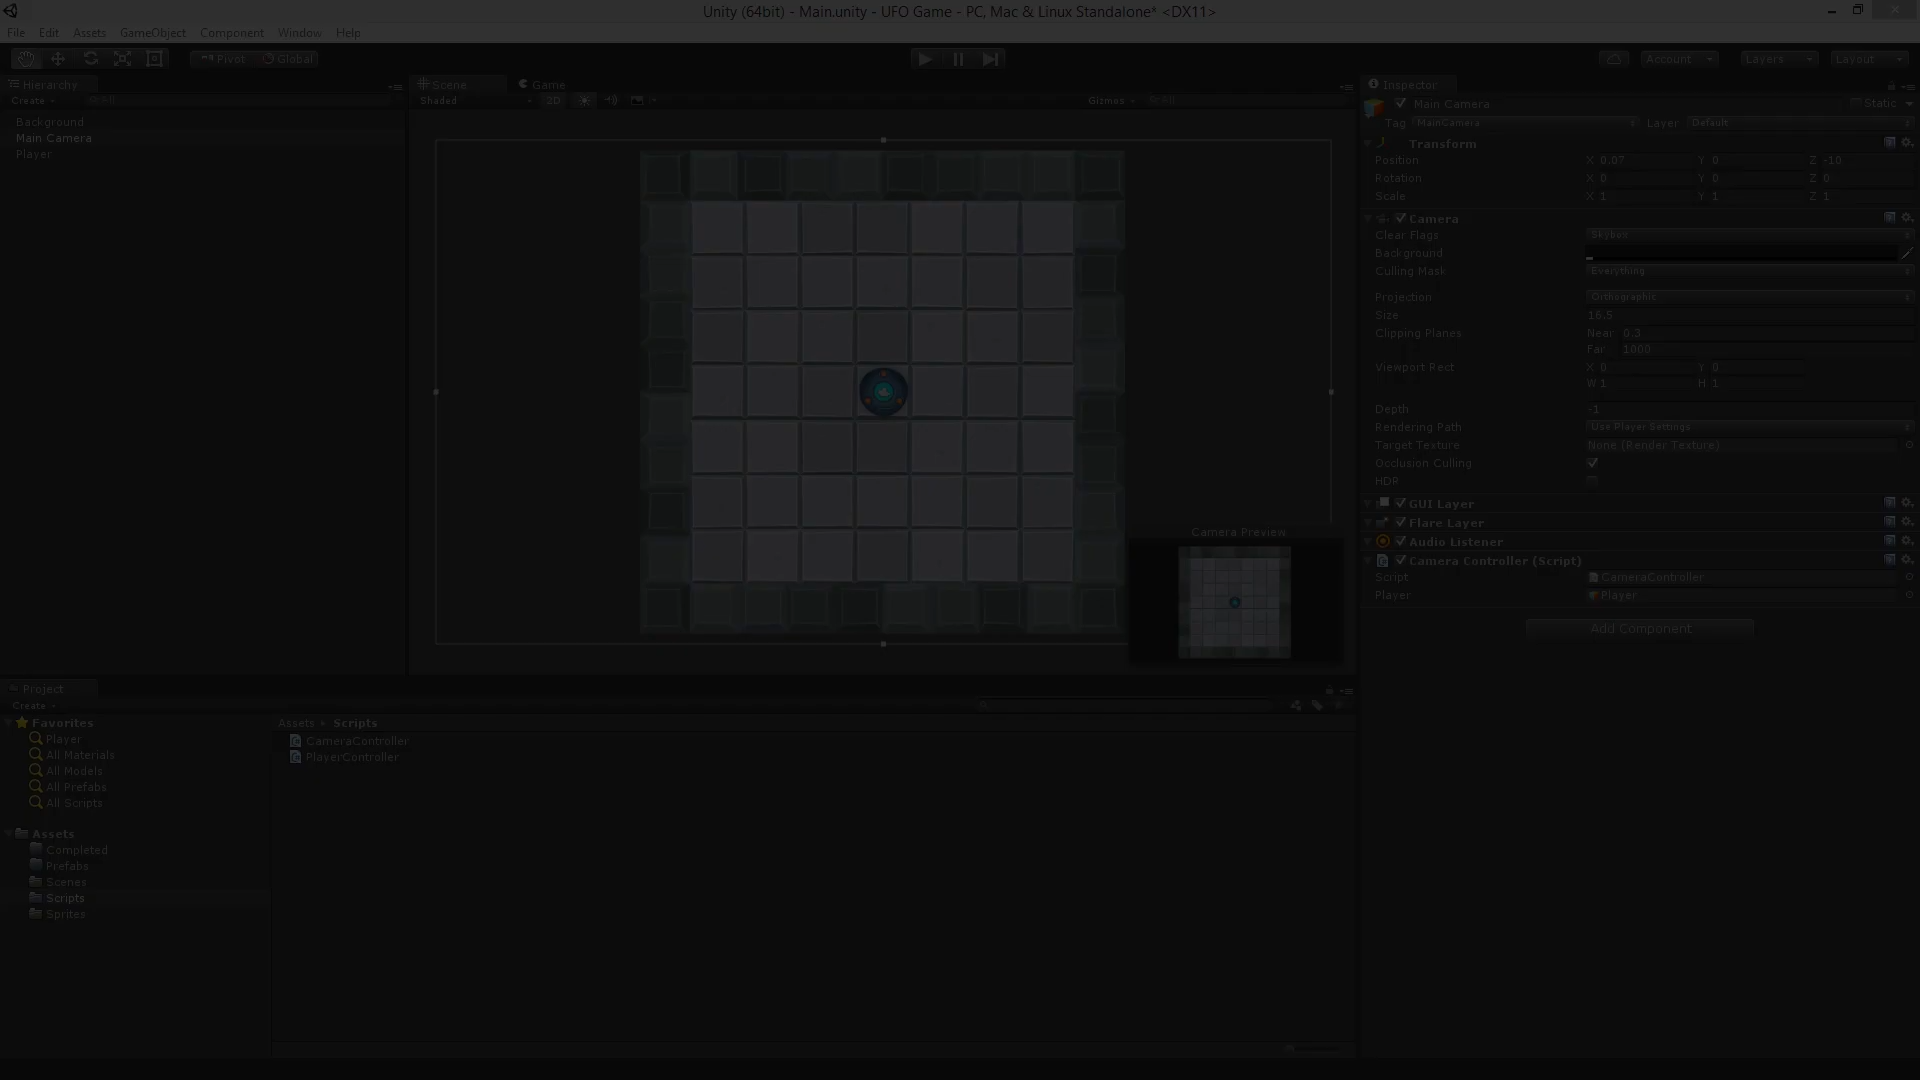 Unity (64bit) - Main.unity - UFO Game - PC, Mac & Linux Standalone* <DX11>
File Edit Assets GameObject Component Window Help
Pivot Global
Account Layers Layout
Hierarchy
Create All
Background
Main Camera
Player
Scene Game
Shaded 2D Gizmos
Camera Preview
Inspector
Main Camera Static
Tag MainCamera Layer Default
Transform
Position X 0.07 Y 0 Z -10
Rotation X 0 Y 0 Z 0
Scale X 1 Y 1 Z 1
Camera
Clear Flags Skybox
Background
Culling Mask Everything
Projection Orthographic
Size 16.5
Clipping Planes Near 0.3
Far 1000
Viewport Rect X 0 Y 0
W 1 H 1
Depth -1
Rendering Path Use Player Settings
Target Texture None (Render Texture)
Occlusion Culling
HDR
GUI Layer
Flare Layer
Audio Listener
Camera Controller (Script)
Script CameraController
Player Player
Add Component
Project
Create
Favorites
Player
All Materials
All Models
All Prefabs
All Scripts
Assets
Completed
Prefabs
Scenes
Scripts
Sprites
Assets Scripts
CameraController
PlayerController